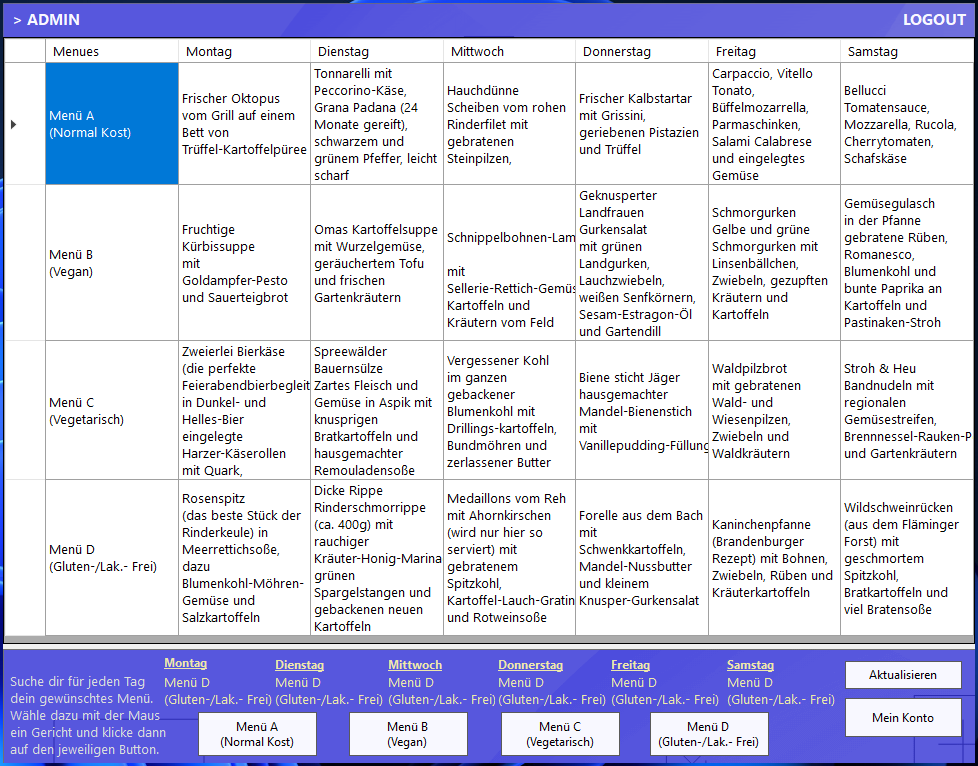 > ADMIN LOGOUT
Menues Montag Dienstag Mittwoch Donnerstag Freitag Samstag
Menü A
(Normal Kost)
Frischer Oktopus
vom Grill auf einem
Bett von
Trüffel-Kartoffelpüree
Tonnarelli mit
Peccorino-Käse,
Grana Padana (24
Monate gereift),
schwarzem und
grünem Pfeffer, leicht
scharf
Hauchdünne
Scheiben vom rohen
Rinderfilet mit
gebratenen
Steinpilzen,
Frischer Kalbstartar
mit Grissini,
geriebenen Pistazien
und Trüffel
Carpaccio, Vitello
Tonato,
Büffelmozarrella,
Parmaschinken,
Salami Calabrese
und eingelegtes
Gemüse
Bellucci
Tomatensauce,
Mozzarella, Rucola,
Cherrytomaten,
Schafskäse
Menü B
(Vegan)
Fruchtige
Kürbissuppe
mit
Goldampfer-Pesto
und Sauerteigbrot
Omas Kartoffelsuppe
mit Wurzelgemüse,
geräuchertem Tofu
und frischen
Gartenkräutern
Schnippelbohnen-Lam
mit
Sellerie-Rettich-Gemüs
Kartoffeln und
Kräutern vom Feld
Geknusperter
Landfrauen
Gurkensalat
mit grünen
Landgurken,
Lauchzwiebeln,
weißen Senfkörnern,
Sesam-Estragon-Öl
und Gartendill
Schmorgurken
Gelbe und grüne
Schmorgurken mit
Linsenbällchen,
Zwiebeln, gezupften
Kräutern und
Kartoffeln
Gemüsegulasch
in der Pfanne
gebratene Rüben,
Romanesco,
Blumenkohl und
bunte Paprika an
Kartoffeln und
Pastinaken-Stroh
Menü C
(Vegetarisch)
Zweierlei Bierkäse
(die perfekte
Feierabendbierbegleit
in Dunkel- und
Helles-Bier
eingelegte
Harzer-Käserollen
mit Quark,
Spreewälder
Bauernsülze
Zartes Fleisch und
Gemüse in Aspik mit
knusprigen
Bratkartoffeln und
hausgemachter
Remouladensoße
Vergessener Kohl
im ganzen
gebackener
Blumenkohl mit
Drillings-kartoffeln,
Bundmöhren und
zerlassener Butter
Biene sticht Jäger
hausgemachter
Mandel-Bienenstich
mit
Vanillepudding-Füllung
Waldpilzbrot
mit gebratenen
Wald- und
Wiesenpilzen,
Zwiebeln und
Waldkräutern
Stroh & Heu
Bandnudeln mit
regionalen
Gemüsestreifen,
Brennnessel-Rauken-P
und Gartenkräutern
Menü D
(Gluten-/Lak.- Frei)
Rosenspitz
(das beste Stück der
Rinderkeule) in
Meerrettichsoße,
dazu
Blumenkohl-Möhren-
Gemüse und
Salzkartoffeln
Dicke Rippe
Rinderschmorrippe
(ca. 400g) mit
rauchiger
Kräuter-Honig-Marina
grünen
Spargelstangen und
gebackenen neuen
Kartoffeln
Medaillons vom Reh
mit Ahornkirschen
(wird nur hier so
serviert) mit
gebratenem
Spitzkohl,
Kartoffel-Lauch-Gratin
und Rotweinsoße
Forelle aus dem Bach
mit
Schwenkkartoffeln,
Mandel-Nussbutter
und kleinem
Knusper-Gurkensalat
Kaninchenpfanne
(Brandenburger
Rezept) mit Bohnen,
Zwiebeln, Rüben und
Kräuterkartoffeln
Wildschweinrücken
(aus dem Fläminger
Forst) mit
geschmortem
Spitzkohl,
Bratkartoffeln und
viel Bratensoße
Suche dir für jeden Tag
dein gewünschtes Menü.
Wähle dazu mit der Maus
ein Gericht und klicke dann
auf den jeweiligen Button.
Montag Dienstag Mittwoch Donnerstag Freitag Samstag
Menü D Menü D Menü D Menü D Menü D Menü D
(Gluten-/Lak.- Frei) (Gluten-/Lak.- Frei) (Gluten-/Lak.- Frei) (Gluten-/Lak.- Frei) (Gluten-/Lak.- Frei) (Gluten-/Lak.- Frei)
Menü A
(Normal Kost)
Menü B
(Vegan)
Menü C
(Vegetarisch)
Menü D
(Gluten-/Lak.- Frei)
Aktualisieren
Mein Konto